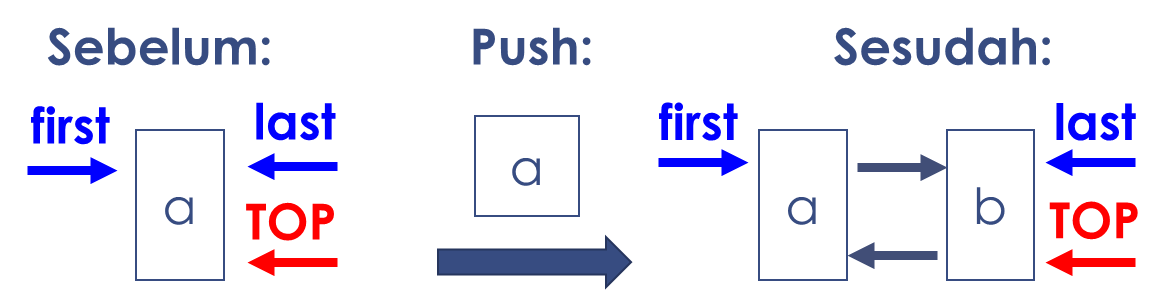 Sebelum:
Push:
Sesudah:
first
last
a
TOP
a
first
last
a
b
TOP